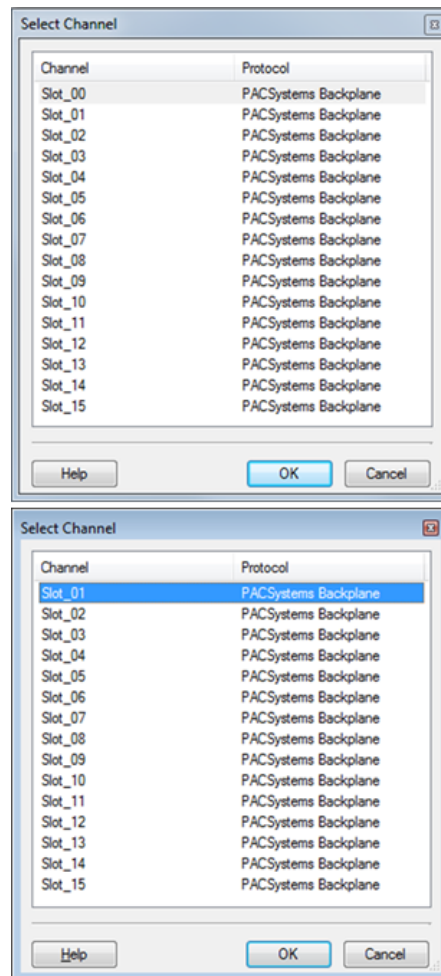 Select Channel
Channel Protocol
Slot_00 PACSystems Backplane
Slot_01 PACSystems Backplane
Slot_02 PACSystems Backplane
Slot_03 PACSystems Backplane
Slot_04 PACSystems Backplane
Slot_05 PACSystems Backplane
Slot_06 PACSystems Backplane
Slot_07 PACSystems Backplane
Slot_08 PACSystems Backplane
Slot_09 PACSystems Backplane
Slot_10 PACSystems Backplane
Slot_11 PACSystems Backplane
Slot_12 PACSystems Backplane
Slot_13 PACSystems Backplane
Slot_14 PACSystems Backplane
Slot_15 PACSystems Backplane
Help OK Cancel
Select Channel
Channel Protocol
Slot_01 PACSystems Backplane
Slot_02 PACSystems Backplane
Slot_03 PACSystems Backplane
Slot_04 PACSystems Backplane
Slot_05 PACSystems Backplane
Slot_06 PACSystems Backplane
Slot_07 PACSystems Backplane
Slot_08 PACSystems Backplane
Slot_09 PACSystems Backplane
Slot_10 PACSystems Backplane
Slot_11 PACSystems Backplane
Slot_12 PACSystems Backplane
Slot_13 PACSystems Backplane
Slot_14 PACSystems Backplane
Slot_15 PACSystems Backplane
Help OK Cancel